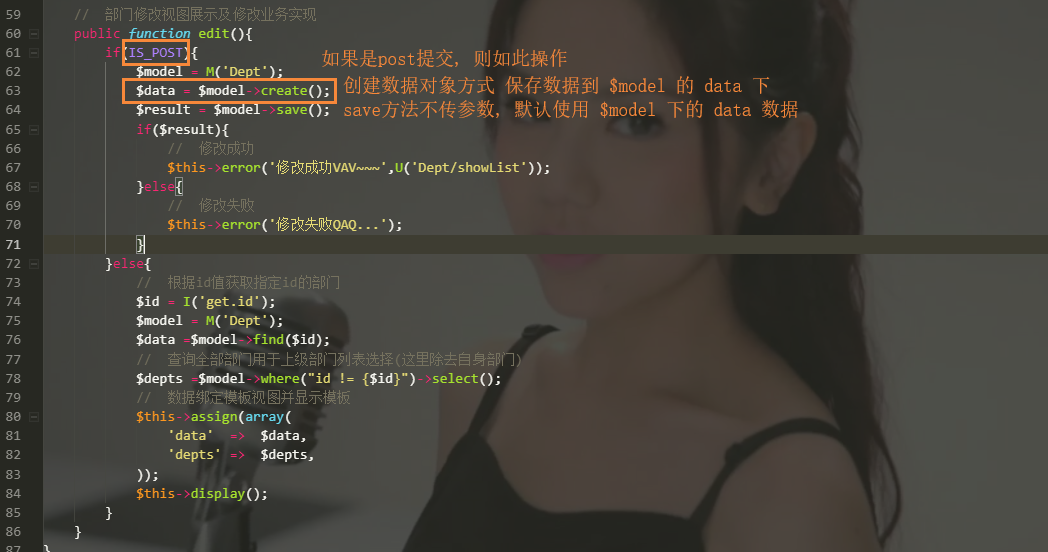 59 // 部门修改视图展示及修改业务实现
60 public function edit(){
61 if(IS_POST){ 如果是post提交, 则如此操作
62 $model = M('Dept');
63 $data = $model->create(); 创建数据对象方式 保存数据到 $model 的 data 下
64 $result = $model->save(); save方法不传参数, 默认使用 $model 下的 data 数据
65 if($result){
66 // 修改成功
67 $this->error('修改成功VAV~~~',U('Dept/showList'));
68 }else{
69 // 修改失败
70 $this->error('修改失败QAQ...');
71 }
72 }else{
73 // 根据id值获取指定id的部门
74 $id = I('get.id');
75 $model = M('Dept');
76 $data =$model->find($id);
77 // 查询全部部门用于上级部门列表选择(这里除去自身部门)
78 $depts =$model->where("id != {$id}")->select();
79 // 数据绑定模板视图并显示模板
80 $this->assign(array(
81 'data' => $data,
82 'depts' => $depts,
83 ));
84 $this->display();
85 }
86 }
87 }